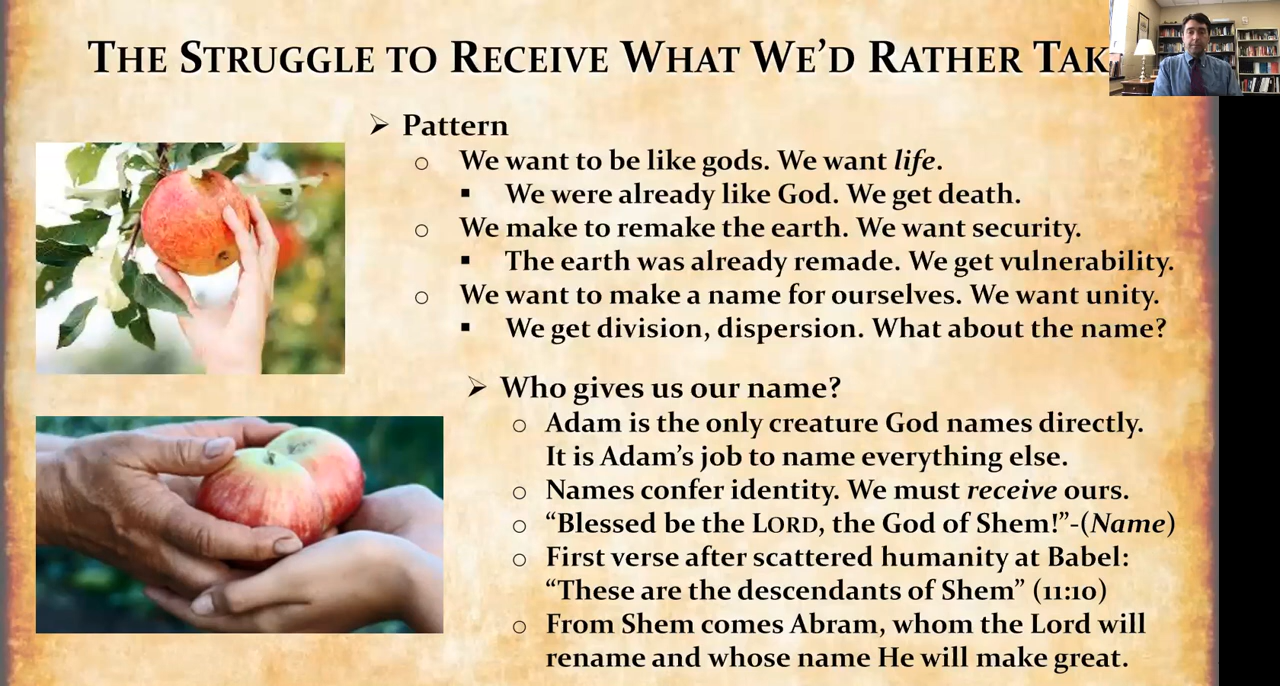 THE STRUGGLE TO RECEIVE WHAT WE'D RATHER TAK
➢ Pattern
○ We want to be like gods. We want life.
▪ We were already like God. We get death.
○ We make to remake the earth. We want security.
▪ The earth was already remade. We get vulnerability.
○ We want to make a name for ourselves. We want unity.
▪ We get division, dispersion. What about the name?
➢ Who gives us our name?
○ Adam is the only creature God names directly.
It is Adam's job to name everything else.
○ Names confer identity. We must receive ours.
○ “Blessed be the LORD, the God of Shem!”-(Name)
○ First verse after scattered humanity at Babel:
“These are the descendants of Shem” (11:10)
○ From Shem comes Abram, whom the Lord will
rename and whose name He will make great.